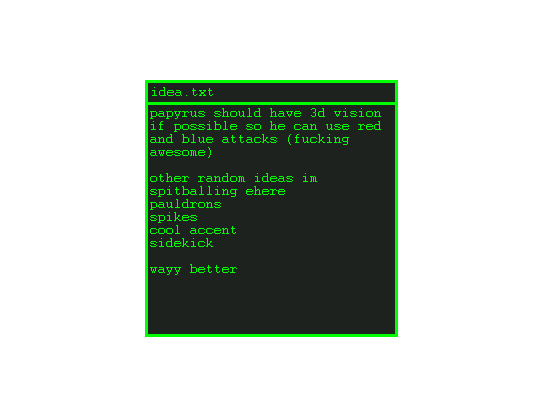 idea.txt
papyrus should have 3d vision
if possible so he can use red
and blue attacks (fucking
awesome)
other random ideas im
spitballing ehere
pauldrons
spikes
cool accent
sidekick
wayy better